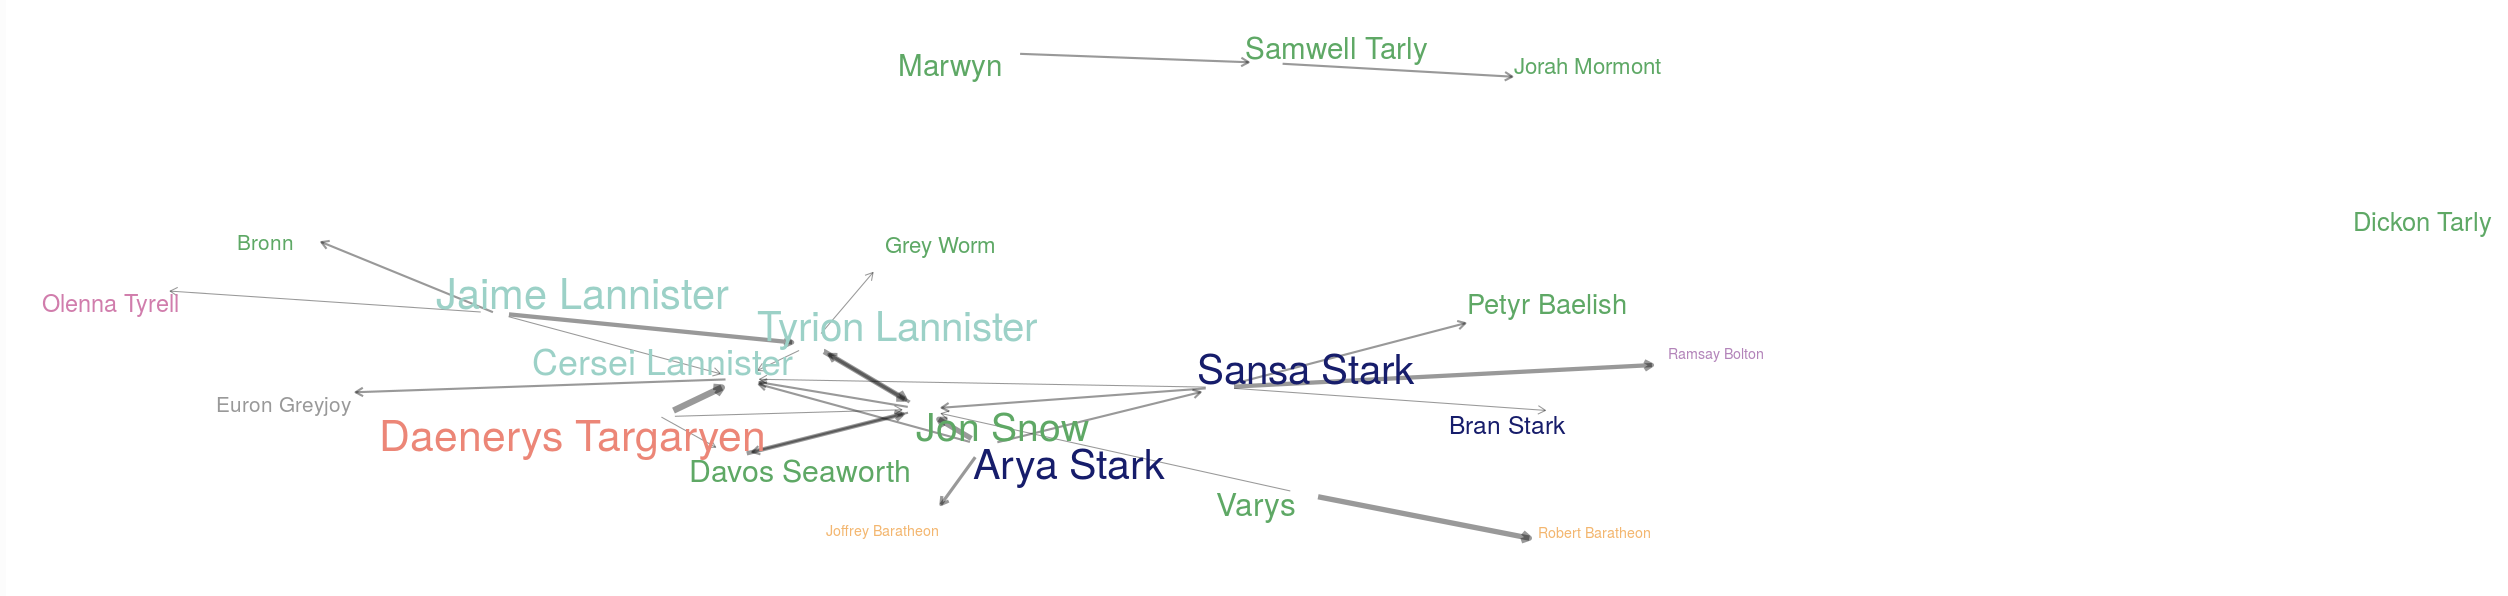 Samwell Tarly
Marwyn
Jorah Mormont
Dickon Tarly
Bronn
Grey Worm
Olenna Tyrell
Jaime Lannister
Petyr Baelish
Tyrion Lannister
Ramsay Bolton
Cersei Lannister
Sansa Stark
Euron Greyjoy
Bran Stark
Jon Snow
Daenerys Targaryen
Arya Stark
Davos Seaworth
Varys
Joffrey Baratheon
Robert Baratheon